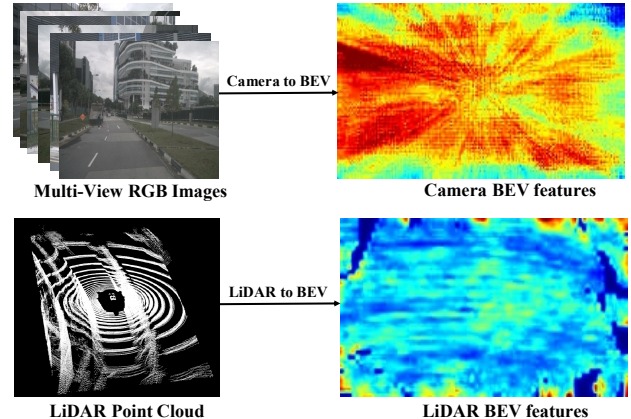 Camera to BEV
Multi-View RGB Images
Camera BEV features
LiDAR to BEV
LiDAR Point Cloud
LiDAR BEV features